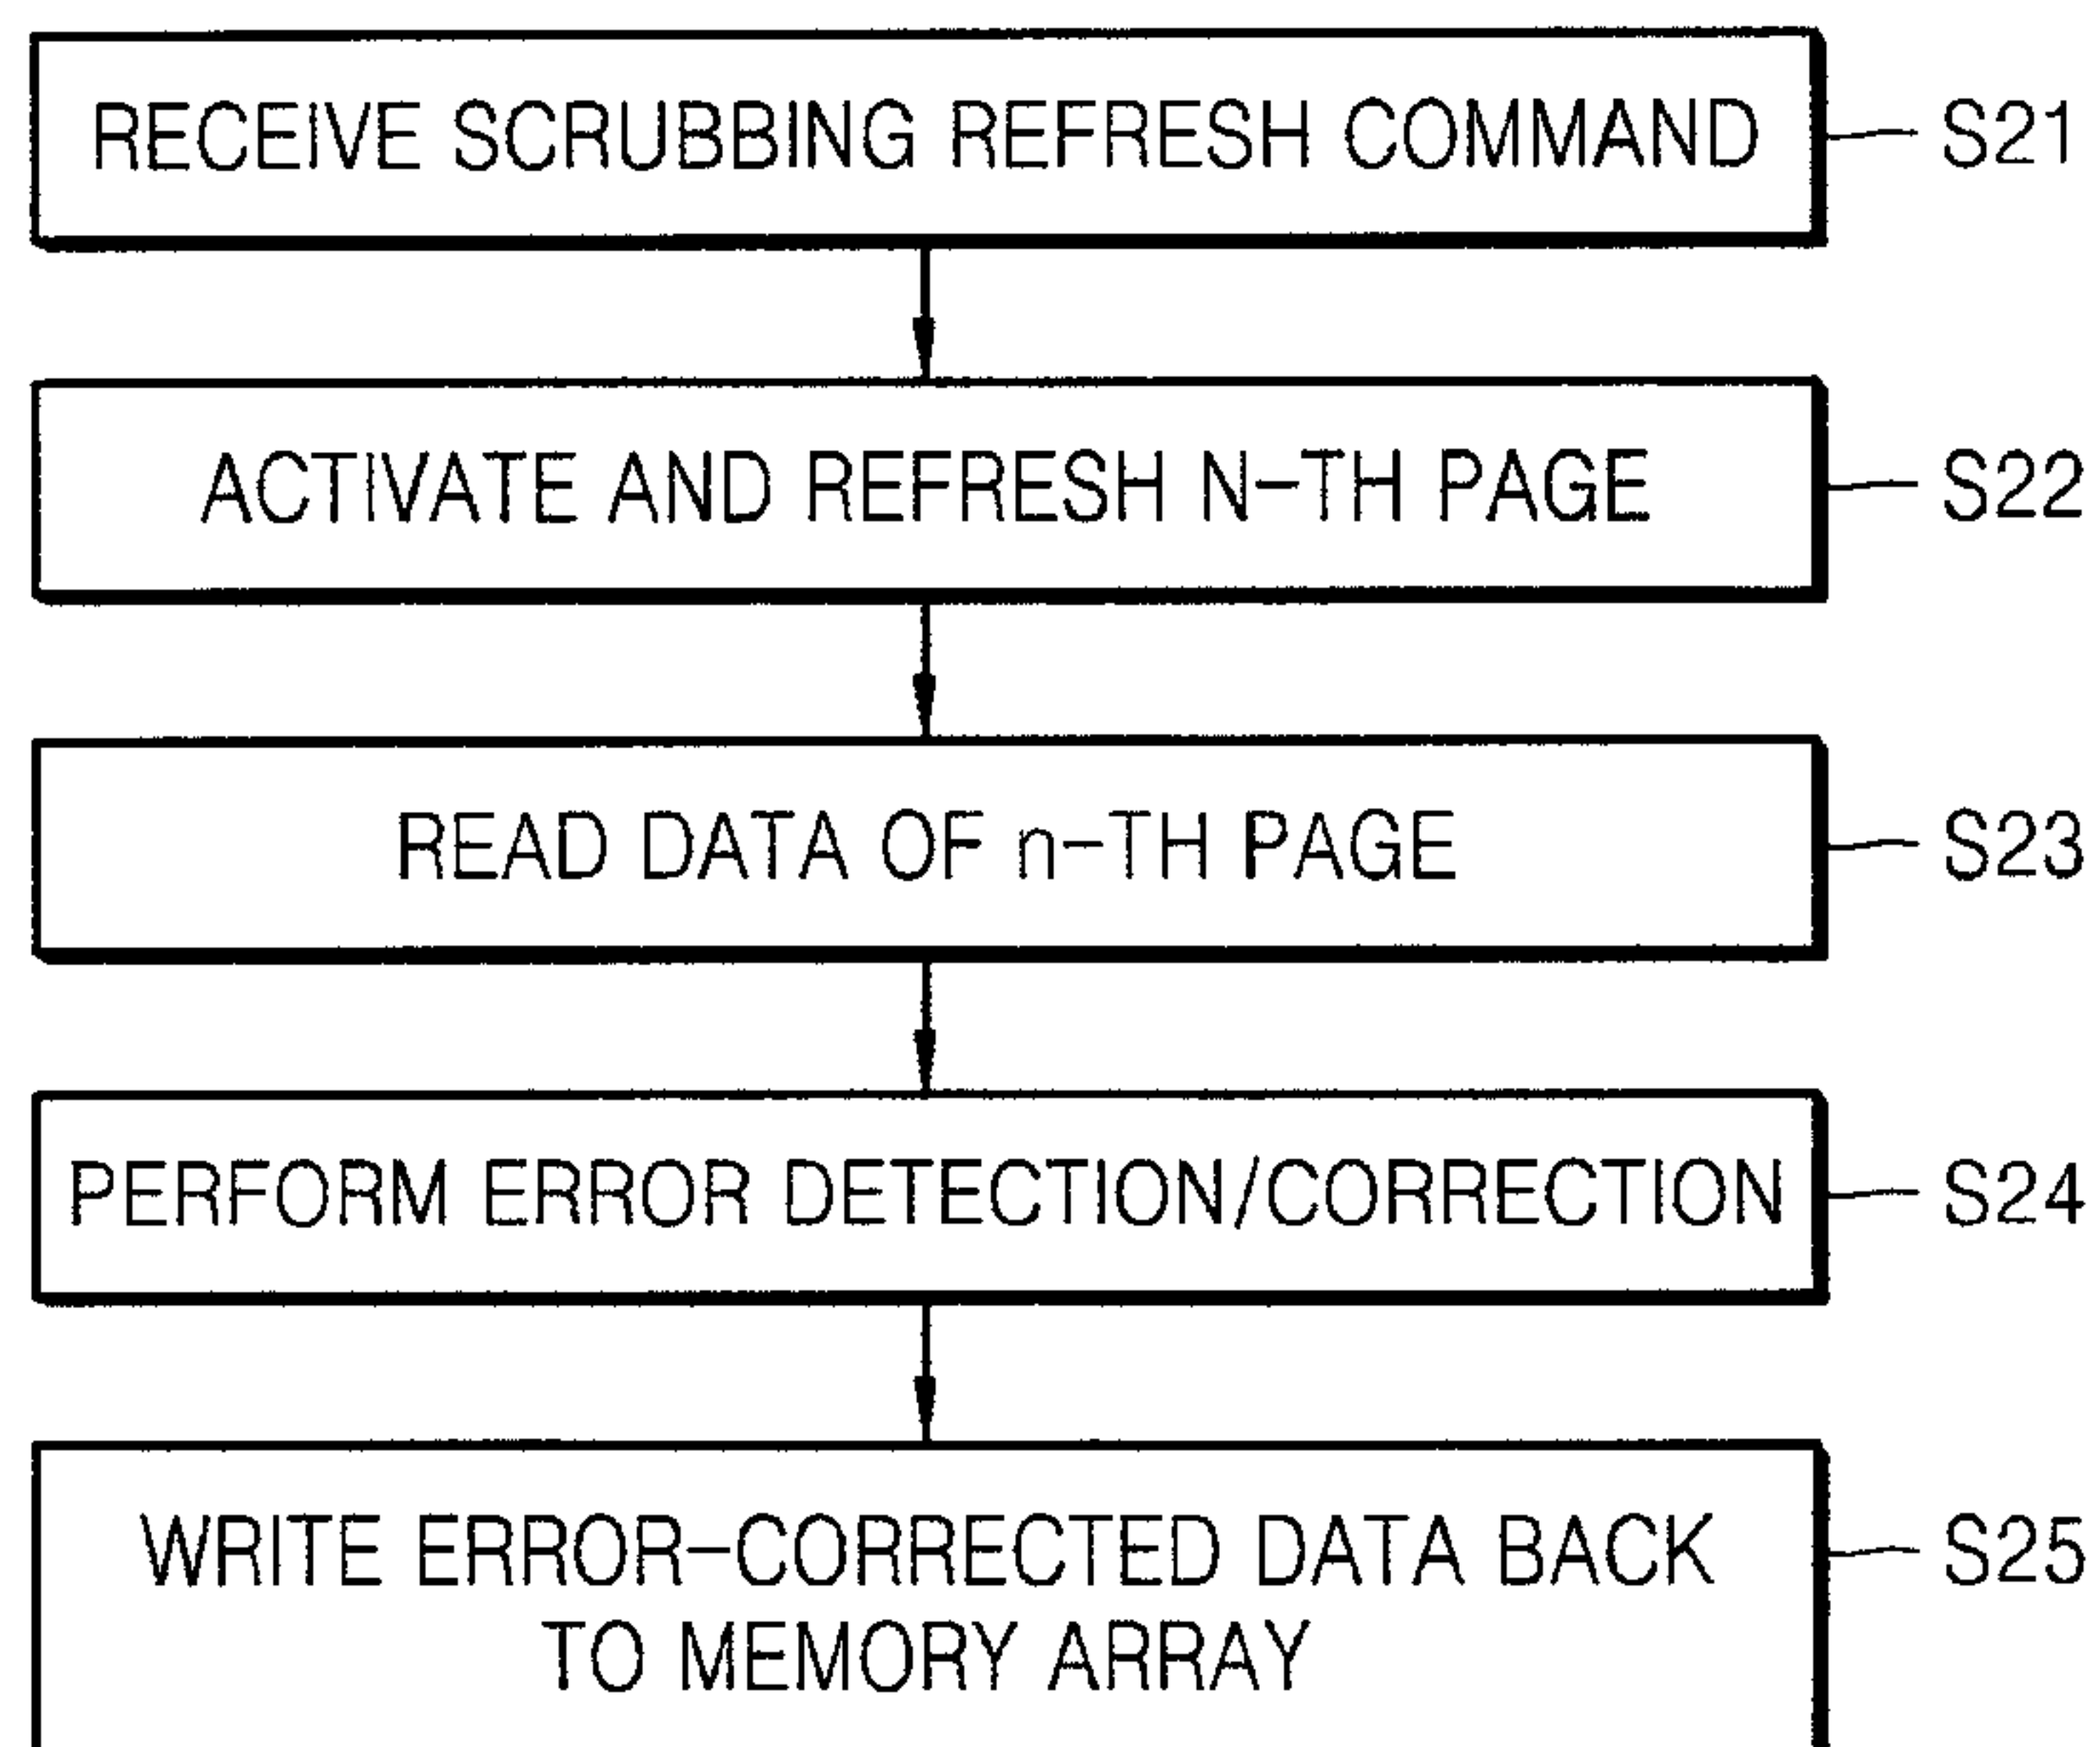 RECEIVE SCRUBBING REFRESH COMMAND
S21
ACTIVATE AND REFRESH N-TH PAGE
S22
READ DATA OF n-TH PAGE
S23
PERFORM ERROR DETECTION/CORRECTION
S24
WRITE ERROR-CORRECTED DATA BACK
S25
TO MEMORY ARRAY